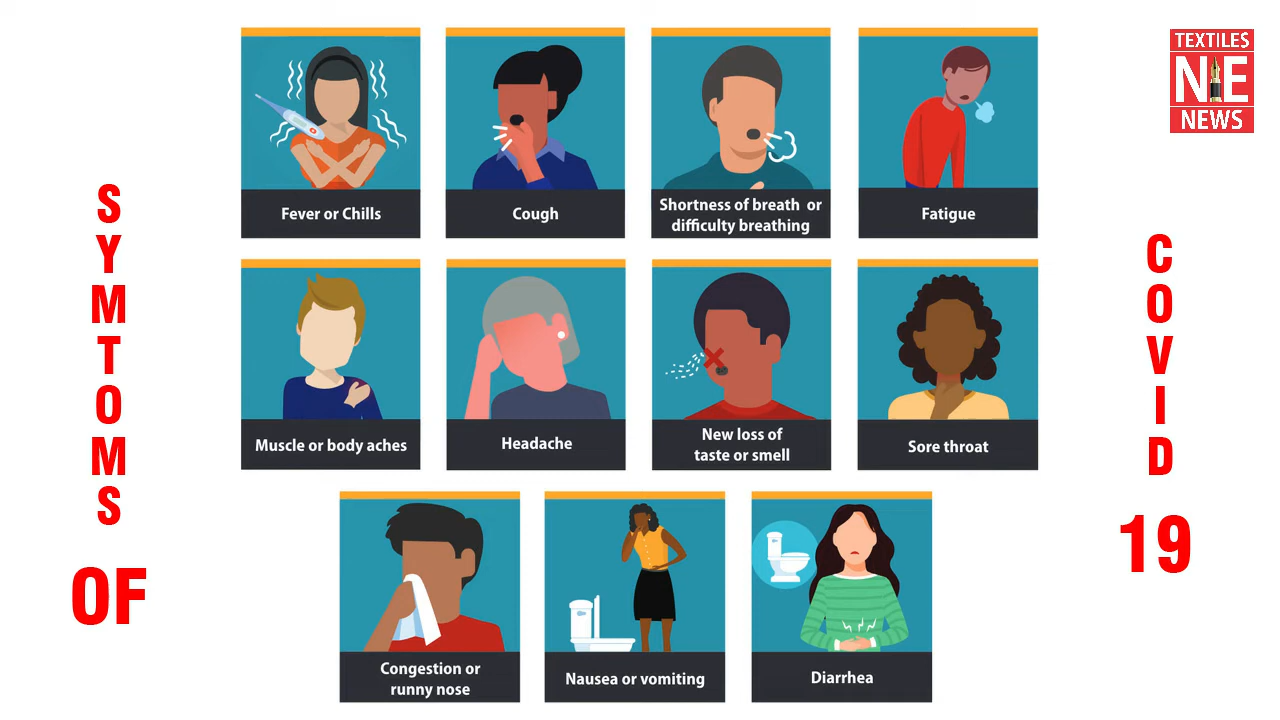 SYMTOMS
OF
Fever or Chills
Cough
Shortness of breath or
difficulty breathing
Fatigue
Muscle or body aches
Headache
New loss of
taste or smell
Sore throat
Congestion or
runny nose
Nausea or vomiting
Diarrhea
COVID
19
TEXTILES
NIE
NEWS